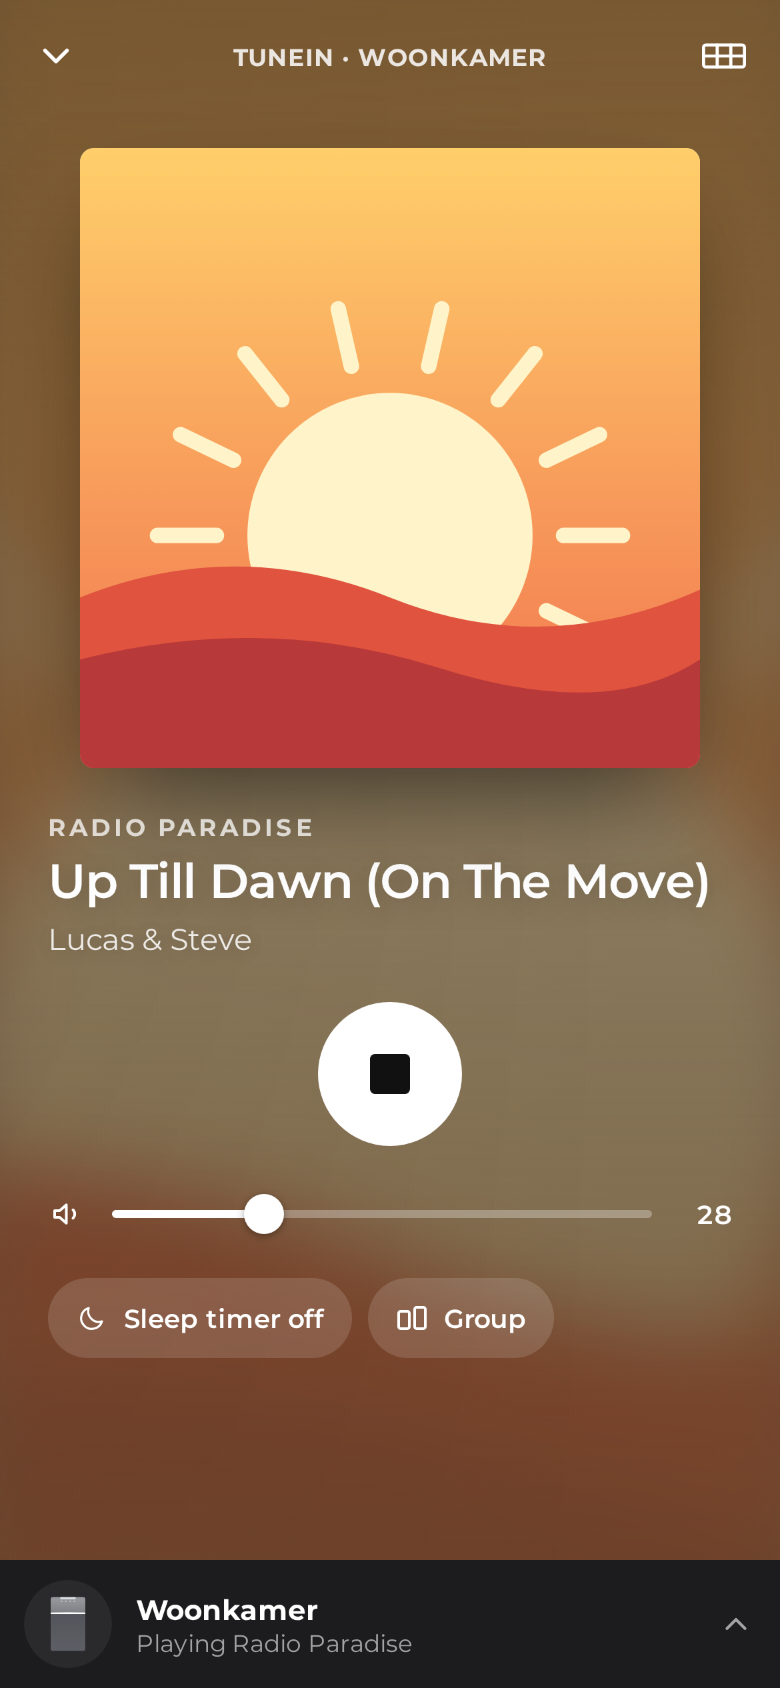 TUNEIN · WOONKAMER
RADIO PARADISE
Up Till Dawn (On The Move)
Lucas & Steve
28
Sleep timer off
Group
Woonkamer
Playing Radio Paradise